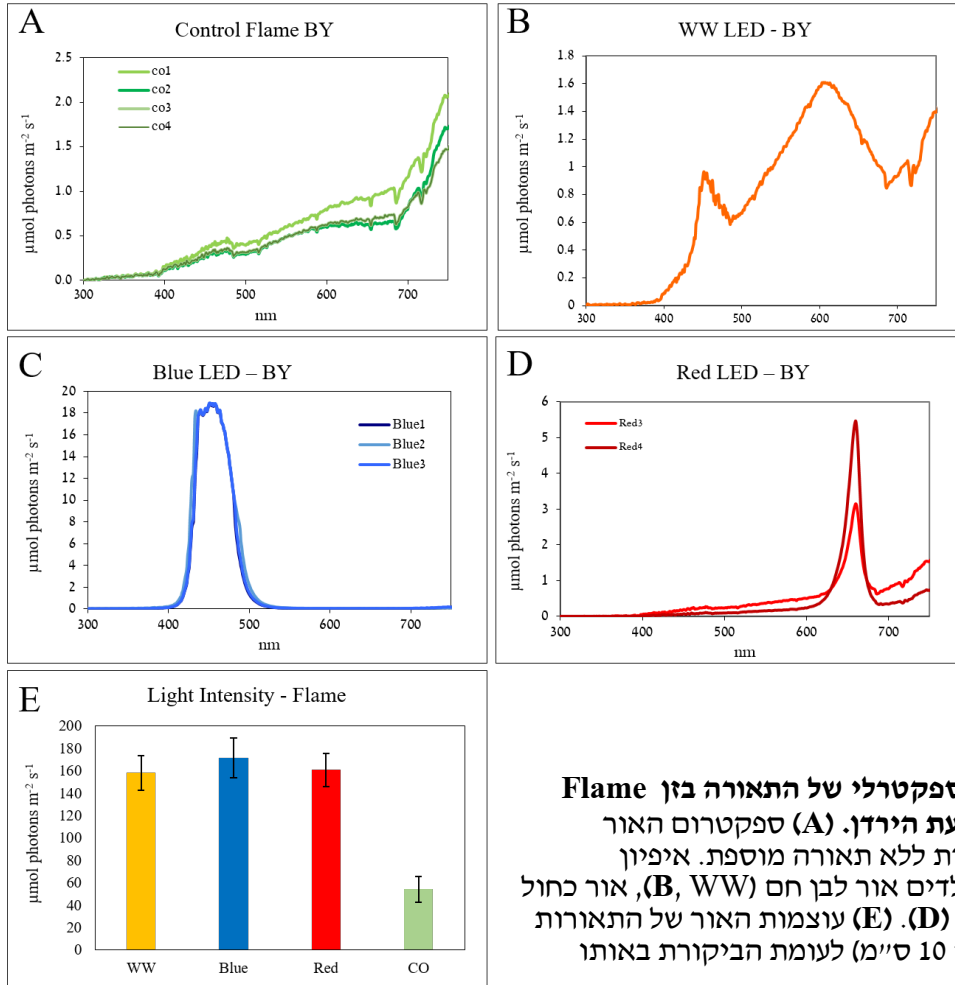 A
Control Flame BY
2.5
2.0
1.5
1.0
0.5
0.0
co1
co2
co3
co4
µmol photons m⁻² s⁻¹
300 400 500 600 700
nm
B
WW LED - BY
1.8
1.6
1.4
1.2
1
0.8
0.6
0.4
0.2
0
µmol photons m⁻² s⁻¹
300 400 500 600 700
nm
C
Blue LED – BY
20
18
16
14
12
10
8
6
4
2
0
Blue1
Blue2
Blue3
µmol photons m⁻² s⁻¹
300 400 500 600 700
nm
D
Red LED – BY
6
5
4
3
2
1
0
Red3
Red4
µmol photons m⁻² s⁻¹
300 400 500 600 700
nm
E
Light Intensity - Flame
200
180
160
140
120
100
80
60
40
20
0
µmol photons m⁻² s⁻¹
WW Blue Red CO
ספקטרלי של התאורה בזן Flame
הירדן. (A) ספקטרום האור
ללא תאורה מוספת. איפיון
אור לבן חם (B, WW), אור כחול
(D). (E) עוצמות האור של התאורות
10 ס״מ) לעומת הביקורת באותו